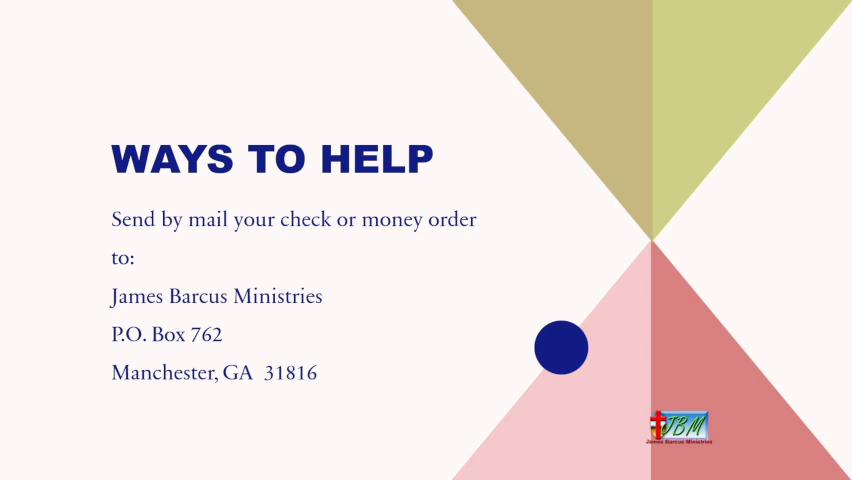 WAYS TO HELP
Send by mail your check or money order
to:
James Barcus Ministries
P.O. Box 762
Manchester, GA  31816
JBM
James Barcus Ministries